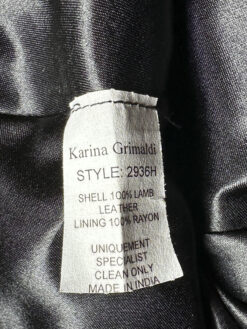 Karina Grimaldi
STYLE: 2936H
SHELL 100% LAMB
LEATHER
LINING 100% RAYON
UNIQUEMENT
SPECIALIST
CLEAN ONLY
MADE IN INDIA